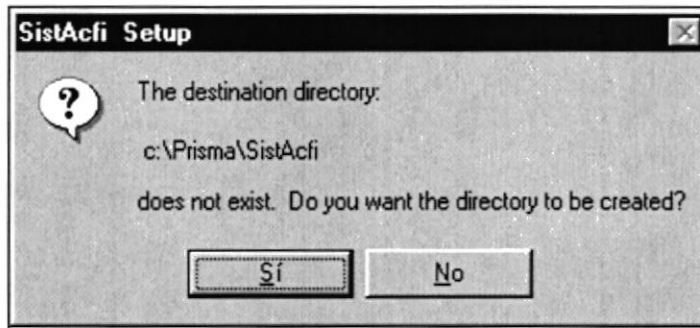 SistAcfi Setup
The destination directory:
c:\Prisma\SistAcfi
does not exist. Do you want the directory to be created?
Sí
No